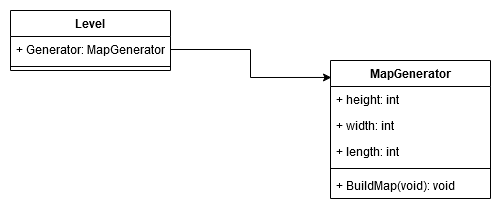 Level
+ Generator: MapGenerator
MapGenerator
+ height: int
+ width: int
+ length: int
+ BuildMap(void): void